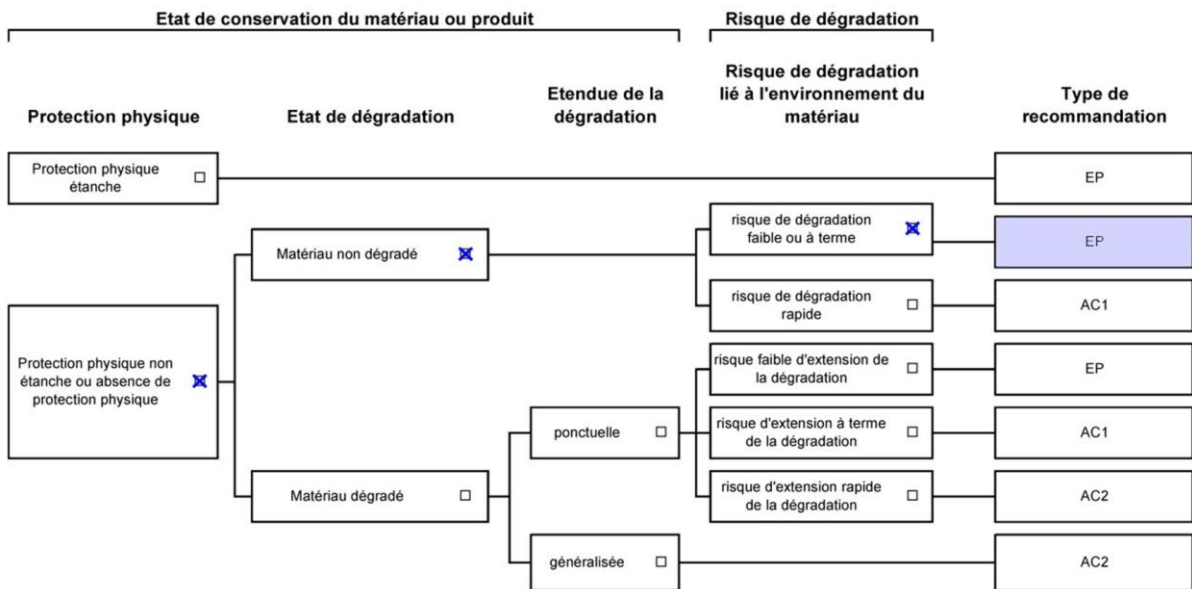 Etat de conservation du matériau ou produit
Risque de dégradation
Protection physique
Etat de dégradation
Etendue de la
dégradation
Risque de dégradation
lié à l'environnement du
matériau
Type de
recommandation
Protection physique
étanche
EP
risque de dégradation
faible ou à terme
EP
Matériau non dégradé
risque de dégradation
rapide
AC1
Protection physique non
étanche ou absence de
protection physique
risque faible d'extension de
la dégradation
EP
ponctuelle
risque d'extension à terme
de la dégradation
AC1
Matériau dégradé
risque d'extension rapide
de la dégradation
AC2
généralisée
AC2